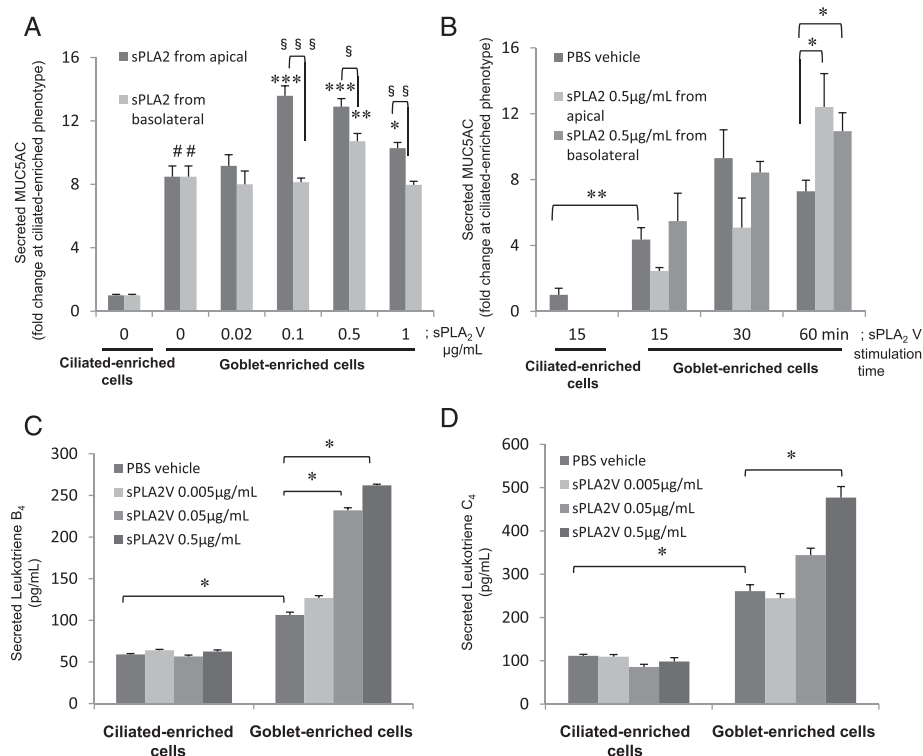 A
Secreted MUC5AC
(fold change at ciliated-enriched phenotype)
16
12
8
4
0
sPLA2 from apical
sPLA2 from
basolateral
# #
***
§ § §
***
§
**
*
§ §
0 0 0.02 0.1 0.5 1 ; sPLA2 V
µg/mL
Ciliated-enriched
cells
Goblet-enriched cells
B
Secreted MUC5AC
(fold change at ciliated-enriched phenotype)
16
12
8
4
0
PBS vehicle
sPLA2 0.5µg/mL from
apical
sPLA2 0.5µg/mL from
basolateral
**
*
*
15 15 30 60 min ; sPLA2 V
stimulation
time
Ciliated-enriched
cells
Goblet-enriched cells
C
Secreted Leukotriene B4
(pg/mL)
300
250
200
150
100
50
0
PBS vehicle
sPLA2V 0.005µg/mL
sPLA2V 0.05µg/mL
sPLA2V 0.5µg/mL
*
*
*
Ciliated-enriched
cells
Goblet-enriched cells
D
Secreted Leukotriene C4
(pg/mL)
600
500
400
300
200
100
0
PBS vehicle
sPLA2V 0.005µg/mL
sPLA2V 0.05µg/mL
sPLA2V 0.5µg/mL
*
*
Ciliated-enriched
cells
Goblet-enriched cells